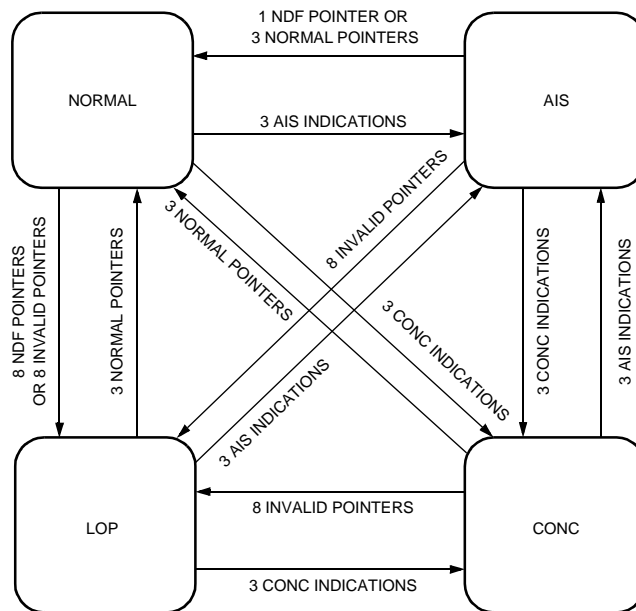 1 NDF POINTER OR
3 NORMAL POINTERS
NORMAL
AIS
3 AIS INDICATIONS
8 INVALID POINTERS
3 NORMAL POINTERS
8 NDF POINTERS
OR 8 INVALID POINTERS
3 NORMAL POINTERS
3 CONC INDICATIONS
3 AIS INDICATIONS
3 CONC INDICATIONS
3 AIS INDICATIONS
8 INVALID POINTERS
LOP
CONC
3 CONC INDICATIONS